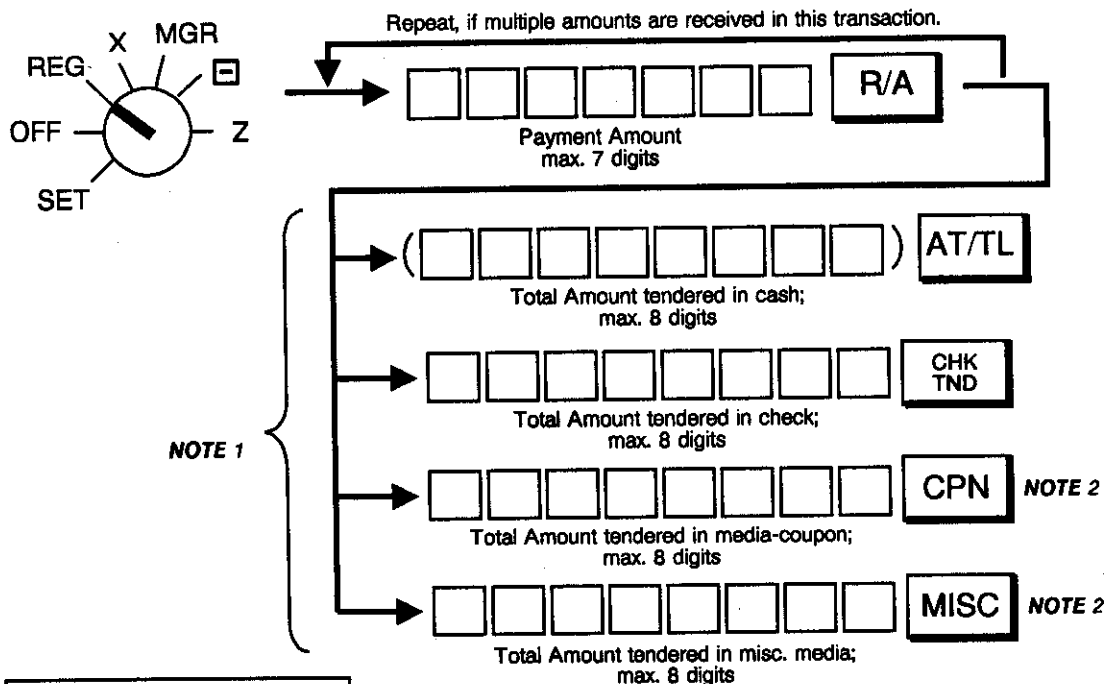 Repeat, if multiple amounts are received in this transaction.
X
MGR
REG
OFF
Z
SET
R/A
Payment Amount
max. 7 digits
( ) AT/TL
Total Amount tendered in cash;
max. 8 digits
CHK
TND
Total Amount tendered in check;
max. 8 digits
NOTE 1
CPN NOTE 2
Total Amount tendered in media-coupon;
max. 8 digits
MISC NOTE 2
Total Amount tendered in misc. media;
max. 8 digits